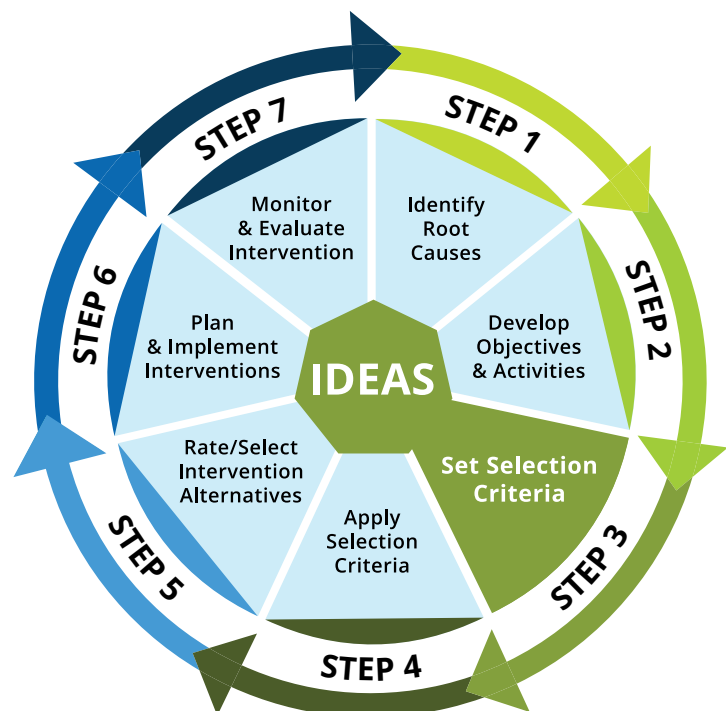 STEP 1
Identify
Root
Causes
STEP 2
Develop
Objectives
& Activities
STEP 3
Set Selection
Criteria
STEP 4
Apply
Selection
Criteria
STEP 5
Rate/Select
Intervention
Alternatives
STEP 6
Plan
& Implement
Interventions
STEP 7
Monitor
& Evaluate
Intervention
IDEAS